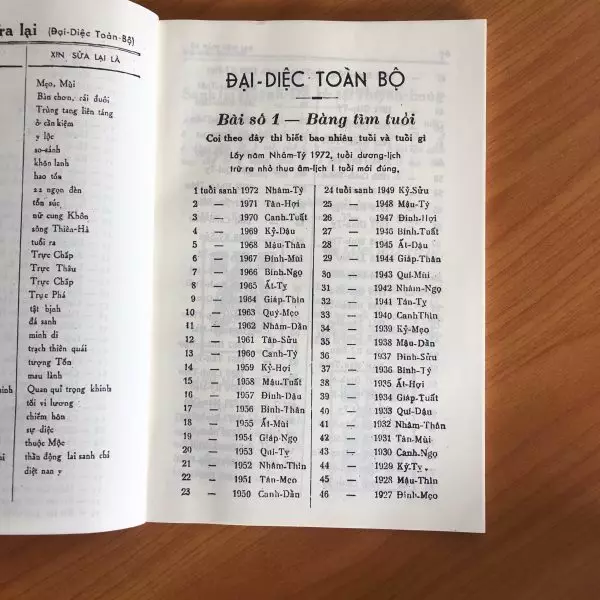 ra lại (Đại-Diệc Toàn-Bộ)
XIN SỬA LẠI LÀ
Mẹo, Mùi
Bàn chơn, cái đuôi
Trùng tang liên táng
ở cần kiệm
y lộc
so-sánh
khăn lanh
hao tốn
22 ngọn đèn
tổn súc
nữ cung Khôn
sông Thiên-Hà
tuổi ra
Trực Chấp
Trực Thâu
Trực Chấp
Trực Phá
tật bịnh
đá sanh
minh di
trạch thiên quái
tượng Tốn
mau lành
Quan quỉ trọng khinh
tối vi lương
chiếm hôn
sự diệc
thuộc Mộc
thần động lai sanh chí
diệt nan y
ĐẠI-DIỆC TOÀN BỘ
Bài số 1 — Bảng tìm tuổi
Coi theo đây thì biết bao nhiêu tuổi và tuổi gì
Lấy năm Nhâm-Tý 1972, tuổi dương-lịch
trừ ra nhỏ thua âm-lịch 1 tuổi mới đúng.
1 tuổi sanh 1972 Nhâm-Tý
2 — 1971 Tân-Hợi
3 — 1970 Canh-Tuất
4 — 1969 Kỷ-Dậu
5 — 1968 Mậu-Thân
6 — 1967 Đinh-Mùi
7 — 1966 Bính-Ngọ
8 — 1965 Ất-Tỵ
9 — 1964 Giáp-Thìn
10 — 1963 Quý-Mẹo
11 — 1962 Nhâm-Dần
12 — 1961 Tân-Sửu
13 — 1960 Canh-Tý
14 — 1959 Kỷ-Hợi
15 — 1958 Mậu-Tuất
16 — 1957 Đinh-Dậu
17 — 1956 Bính-Thân
18 — 1955 Ất-Mùi
19 — 1954 Giáp-Ngọ
20 — 1953 Quí-Tỵ
21 — 1952 Nhâm-Thìn
22 — 1951 Tân-Mẹo
23 — 1950 Canh-Dần
24 tuổi sanh 1949 Kỷ-Sửu
25 — 1948 Mậu-Tý
26 — 1947 Đinh-Hợi
27 — 1946 Bính-Tuất
28 — 1945 Ất-Dậu
29 — 1944 Giáp-Thân
30 — 1943 Quí-Mùi
31 — 1942 Nhâm-Ngọ
32 — 1941 Tân-Tỵ
33 — 1940 Canh-Thìn
34 — 1939 Kỷ-Mẹo
35 — 1938 Mậu-Dần
36 — 1937 Đinh-Sửu
37 — 1936 Bính-Tý
38 — 1935 Ất-Hợi
39 — 1934 Giáp-Tuất
40 — 1933 Quí-Dậu
41 — 1932 Nhâm-Thân
42 — 1931 Tân-Mùi
43 — 1930 Canh-Ngọ
44 — 1929 Kỷ-Tỵ
45 — 1928 Mậu-Thìn
46 — 1927 Đinh-Mẹo